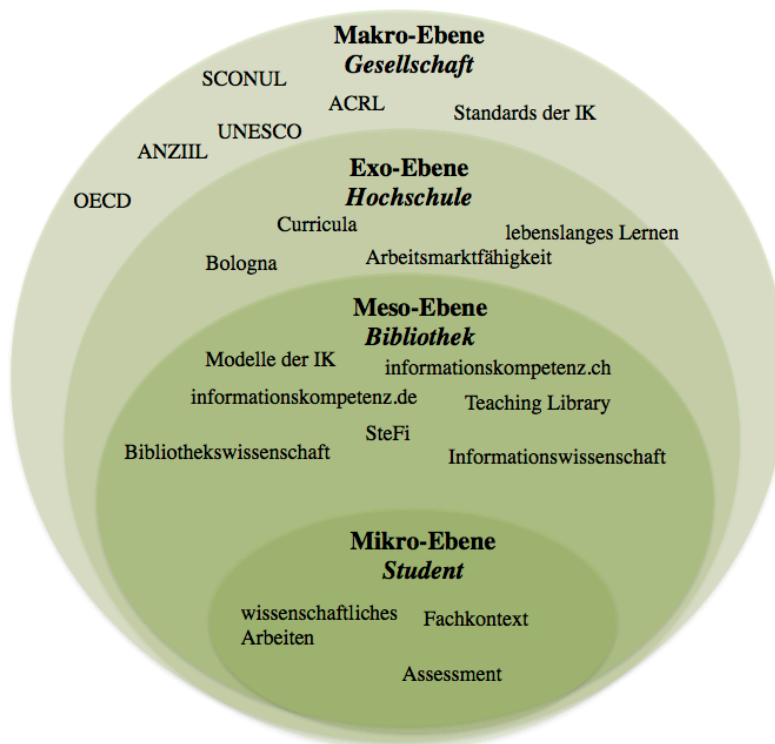 Makro-Ebene
Gesellschaft
SCONUL
ACRL
Standards der IK
UNESCO
ANZIIL
OECD
Exo-Ebene
Hochschule
Curricula
lebenslanges Lernen
Bologna
Arbeitsmarktfähigkeit
Meso-Ebene
Bibliothek
Modelle der IK
informationskompetenz.ch
informationskompetenz.de
Teaching Library
SteFi
Bibliothekswissenschaft
Informationswissenschaft
Mikro-Ebene
Student
wissenschaftliches
Arbeiten
Fachkontext
Assessment